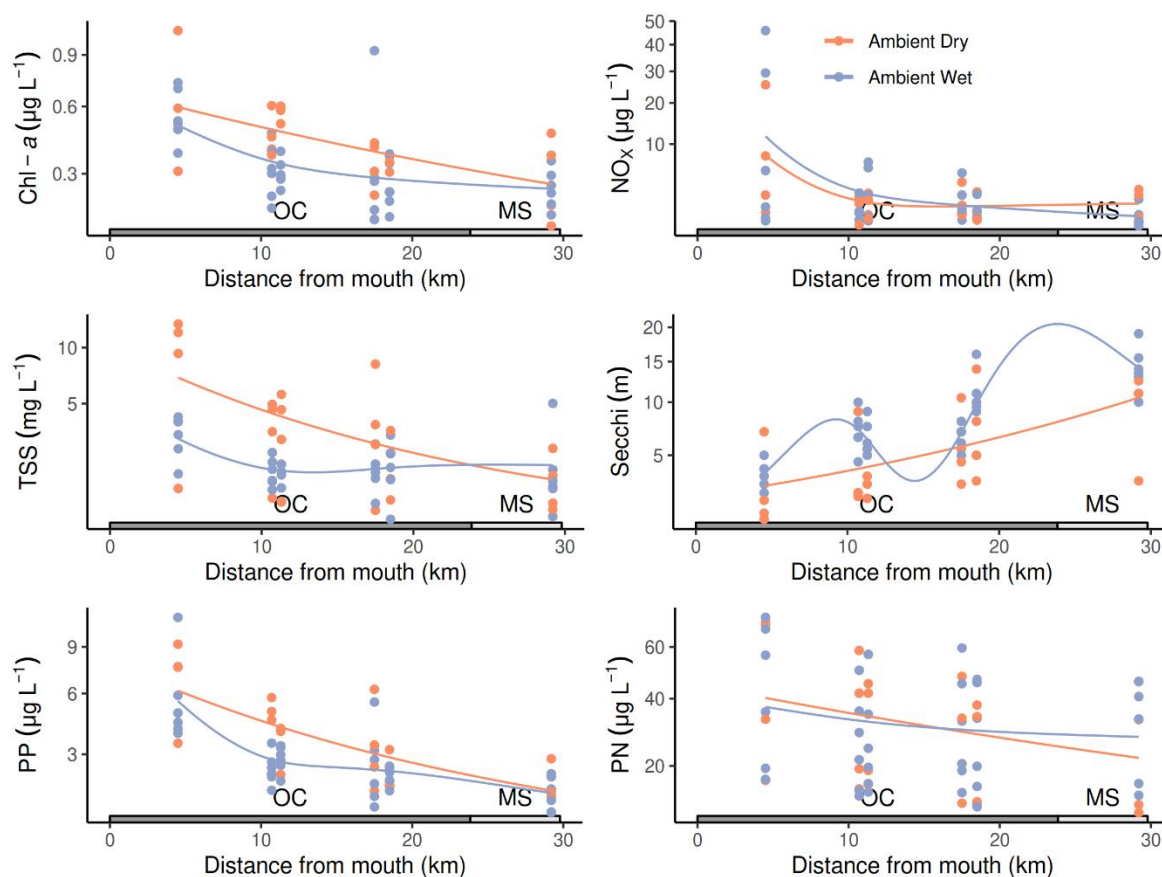 0.9
0.6
0.3
Chl − a (µg L⁻¹)
OC MS
0 10 20 30
Distance from mouth (km)
50
40
30
20
10
NOX (µg L⁻¹)
Ambient Dry
Ambient Wet
OC MS
0 10 20 30
Distance from mouth (km)
10
5
TSS (mg L⁻¹)
OC MS
0 10 20 30
Distance from mouth (km)
20
15
10
5
Secchi (m)
OC MS
0 10 20 30
Distance from mouth (km)
9
6
3
PP (µg L⁻¹)
OC MS
0 10 20 30
Distance from mouth (km)
60
40
20
PN (µg L⁻¹)
OC MS
0 10 20 30
Distance from mouth (km)